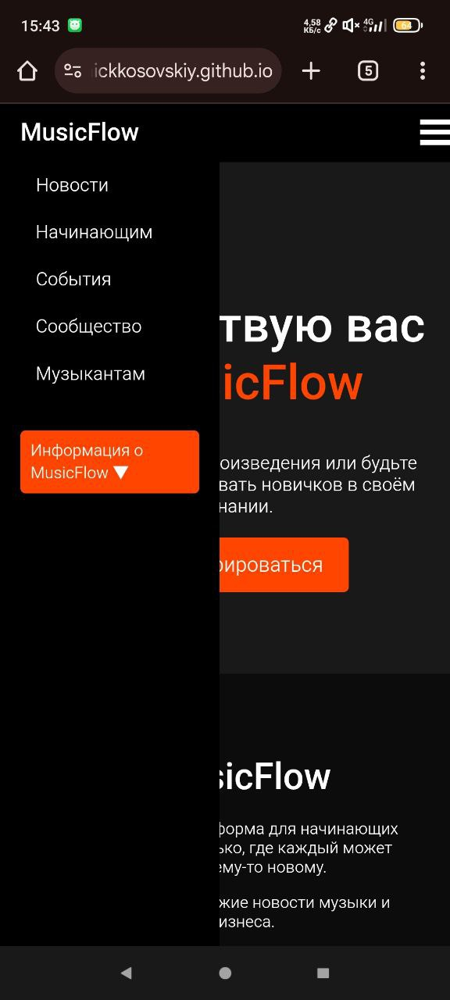 15:43
4,58
КБ/с
4G
64
ickkosovskiy.github.io
5
MusicFlow
Новости
Начинающим
События
Сообщество
Музыкантам
Информация о
MusicFlow ▼
твую вас
icFlow
оизведения или будьте
вать новичков в своём
нании.
рироваться
sicFlow
форма для начинающих
ько, где каждый может
ему-то новому.
жие новости музыки и
изнеса.